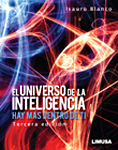 Isauro Blanco
EL UNIVERSO DE LA
INTELIGENCIA
HAY MÁS DENTRO DE TI
Tercera edición
LIMUSA